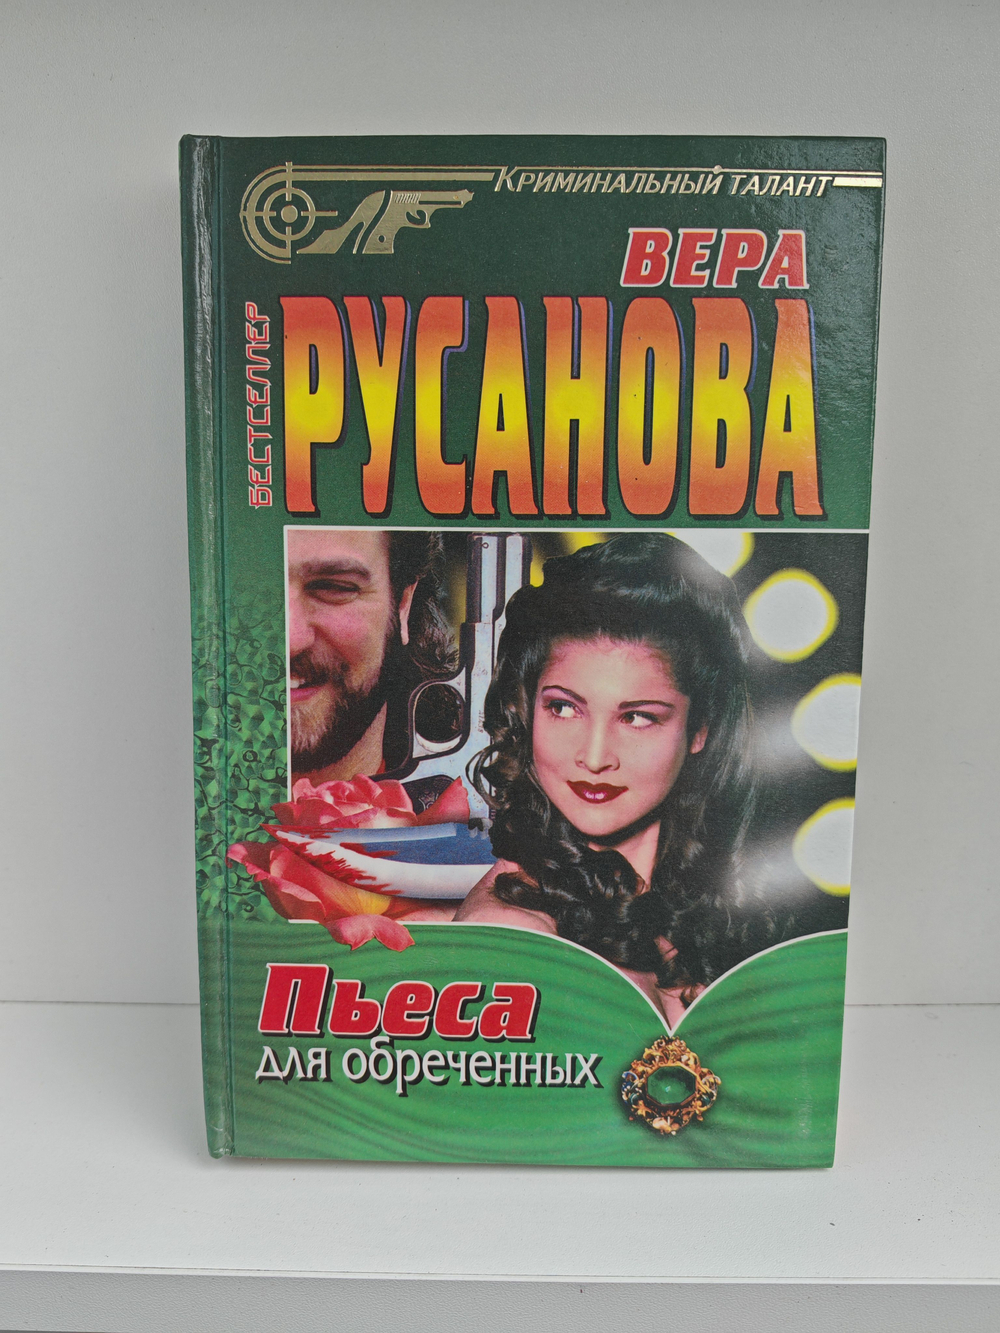 Криминальный талант
ВЕРА
РУСАНОВА
БЕСТСЕЛЛЕР
Пьеса
для обреченных